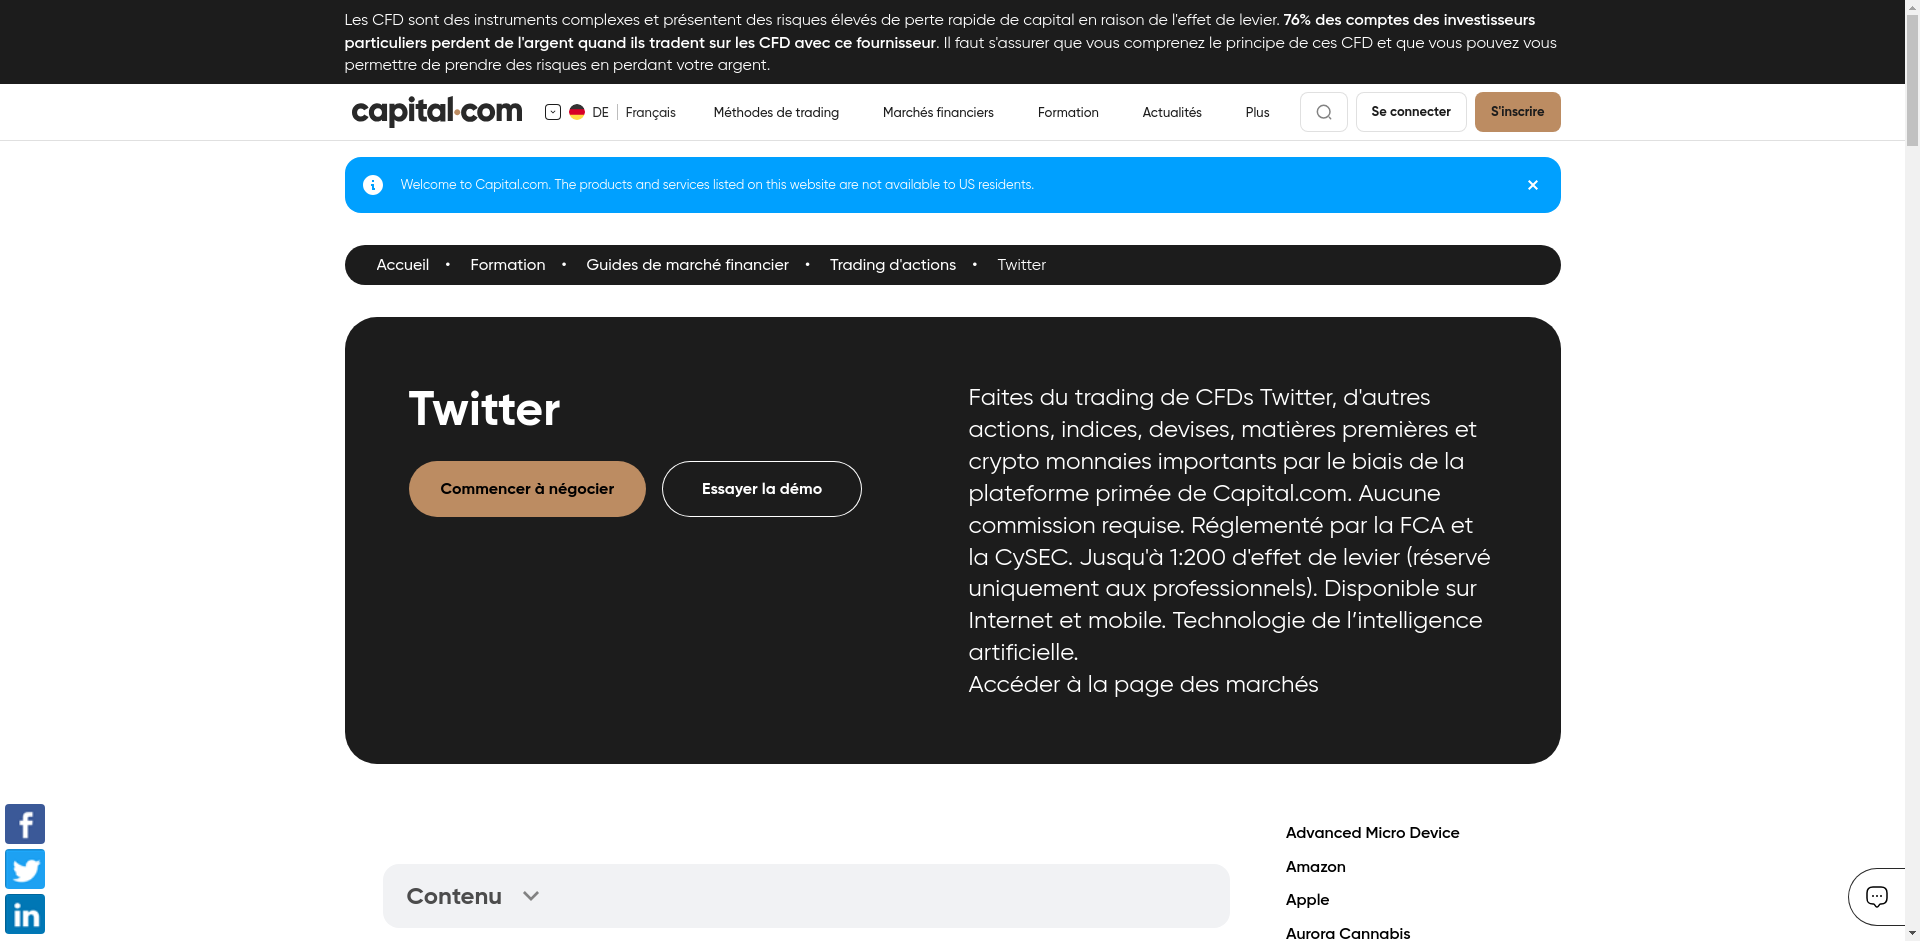 Les CFD sont des instruments complexes et présentent des risques élevés de perte rapide de capital en raison de l'effet de levier. 76% des comptes des investisseurs
particuliers perdent de l'argent quand ils tradent sur les CFD avec ce fournisseur. Il faut s'assurer que vous comprenez le principe de ces CFD et que vous pouvez vous
permettre de prendre des risques en perdant votre argent.
capital.com
DE
Français
Méthodes de trading
Marchés financiers
Formation
Actualités
Plus
Se connecter
S'inscrire
Welcome to Capital.com. The products and services listed on this website are not available to US residents.
Accueil • Formation • Guides de marché financier • Trading d'actions • Twitter
Twitter
Commencer à négocier
Essayer la démo
Faites du trading de CFDs Twitter, d'autres
actions, indices, devises, matières premières et
crypto monnaies importants par le biais de la
plateforme primée de Capital.com. Aucune
commission requise. Réglementé par la FCA et
la CySEC. Jusqu'à 1:200 d'effet de levier (réservé
uniquement aux professionnels). Disponible sur
Internet et mobile. Technologie de l’intelligence
artificielle.
Accéder à la page des marchés
Contenu
Advanced Micro Device
Amazon
Apple
Aurora Cannabis